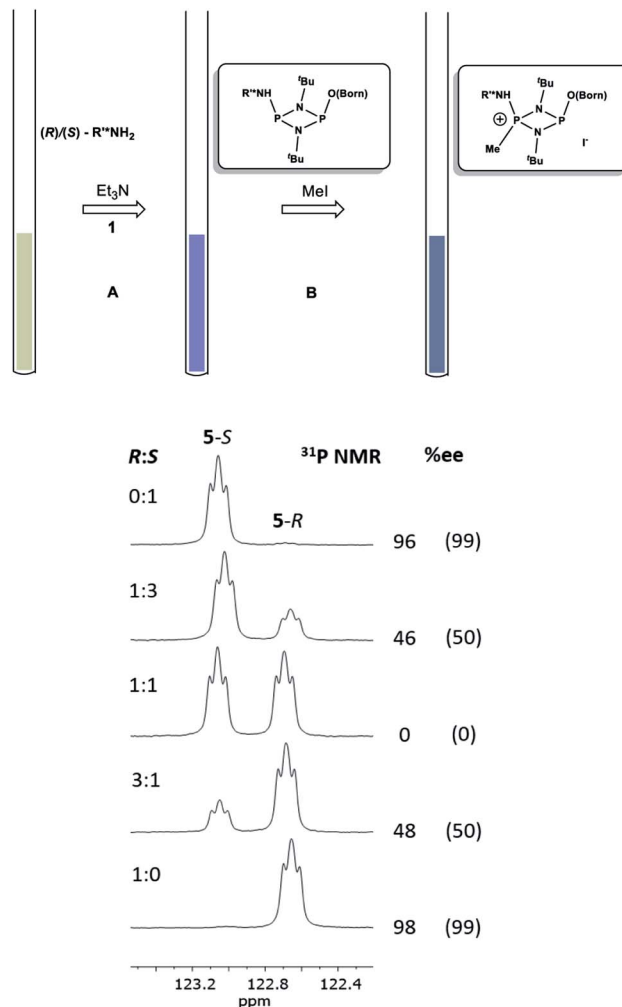 (R)/(S) - R'*NH₂
Et₃N
1
A
ᵗBu
R'*NH
N
O(Born)
P
P
N
ᵗBu
MeI
B
ᵗBu
R'*NH
N
O(Born)
⊕
P
P
N
Me
ᵗBu
I⁻
R:S
5-S
³¹P NMR
%ee
0:1
5-R
96 (99)
1:3
46 (50)
1:1
0 (0)
3:1
48 (50)
1:0
98 (99)
123.2 122.8 122.4
ppm